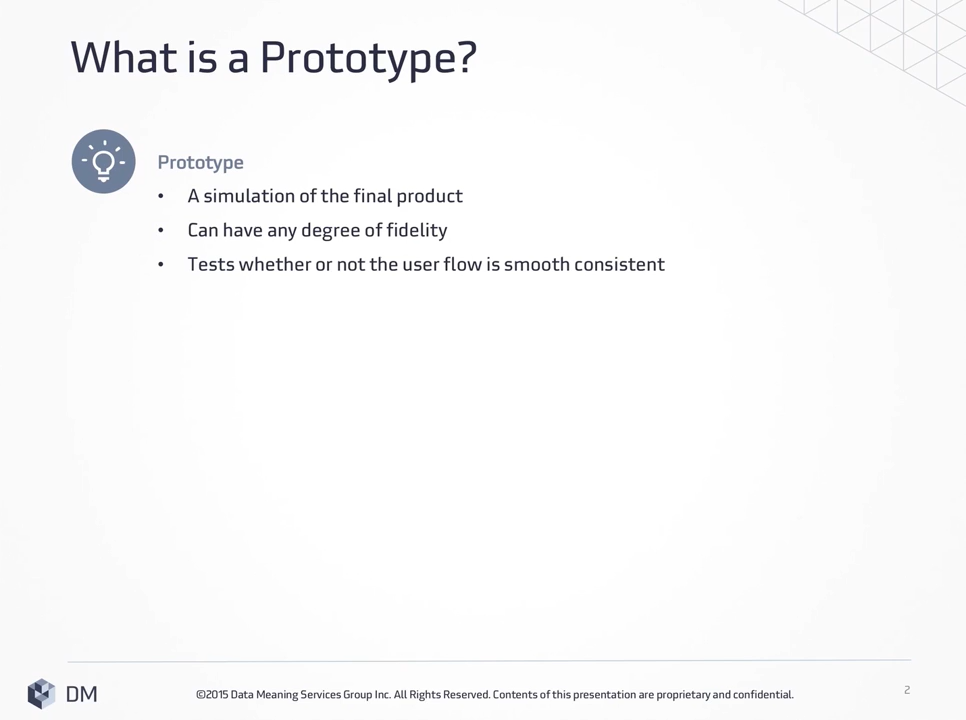 What is a Prototype?
Prototype
• A simulation of the final product
• Can have any degree of fidelity
• Tests whether or not the user flow is smooth consistent
DM
©2015 Data Meaning Services Group Inc. All Rights Reserved. Contents of this presentation are proprietary and confidential.
2